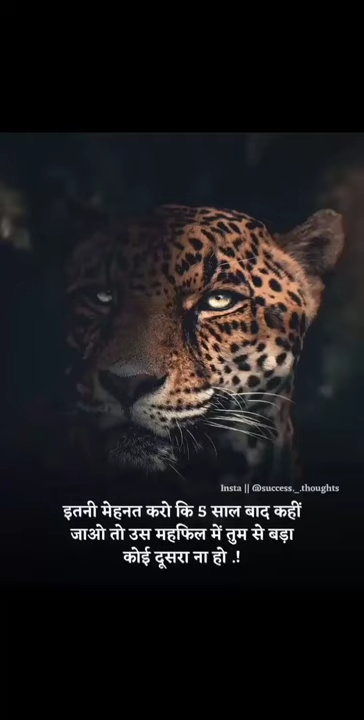 Insta || @success._.thoughts
इतनी मेहनत करो कि 5 साल बाद कहीं
जाओ तो उस महफिल में तुम से बड़ा
कोई दूसरा ना हो .!